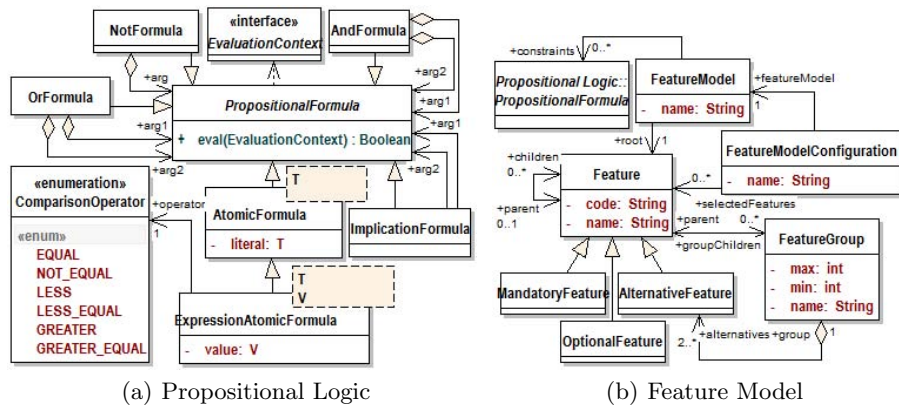 NotFormula
«interface»
EvaluationContext
AndFormula
+arg
+arg2
+arg1
OrFormula
PropositionalFormula
+ eval(EvaluationContext) : Boolean
+arg1
+arg1
+arg2
+arg2
«enumeration»
ComparisonOperator
«enum»
EQUAL
NOT_EQUAL
LESS
LESS_EQUAL
GREATER
GREATER_EQUAL
+operator
1
T
AtomicFormula
- literal: T
ImplicationFormula
T
V
ExpressionAtomicFormula
- value: V
(a) Propositional Logic
+constraints
0..*
Propositional Logic::
PropositionalFormula
FeatureModel
- name: String
+featureModel
1
+root
1
FeatureModelConfiguration
- name: String
+children
0..*
+parent
0..1
Feature
- code: String
- name: String
0..*
+selectedFeatures
+parent
0..*
+groupChildren
FeatureGroup
- max: int
- min: int
- name: String
MandatoryFeature
AlternativeFeature
OptionalFeature
+alternatives
+group
1
2..*
(b) Feature Model